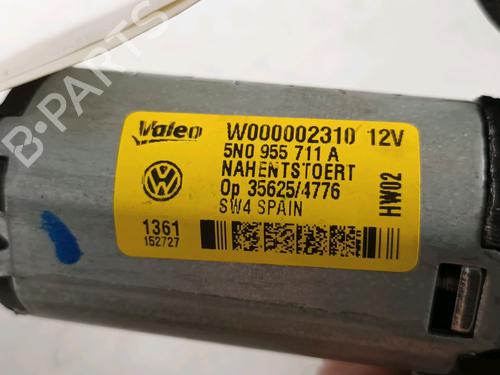 Valeo W000002310 12V
5N0 955 711 A
NAHENTSTOERT
Op 35625/4776
SW4 SPAIN
HW02
1361
152727
B-PARTS